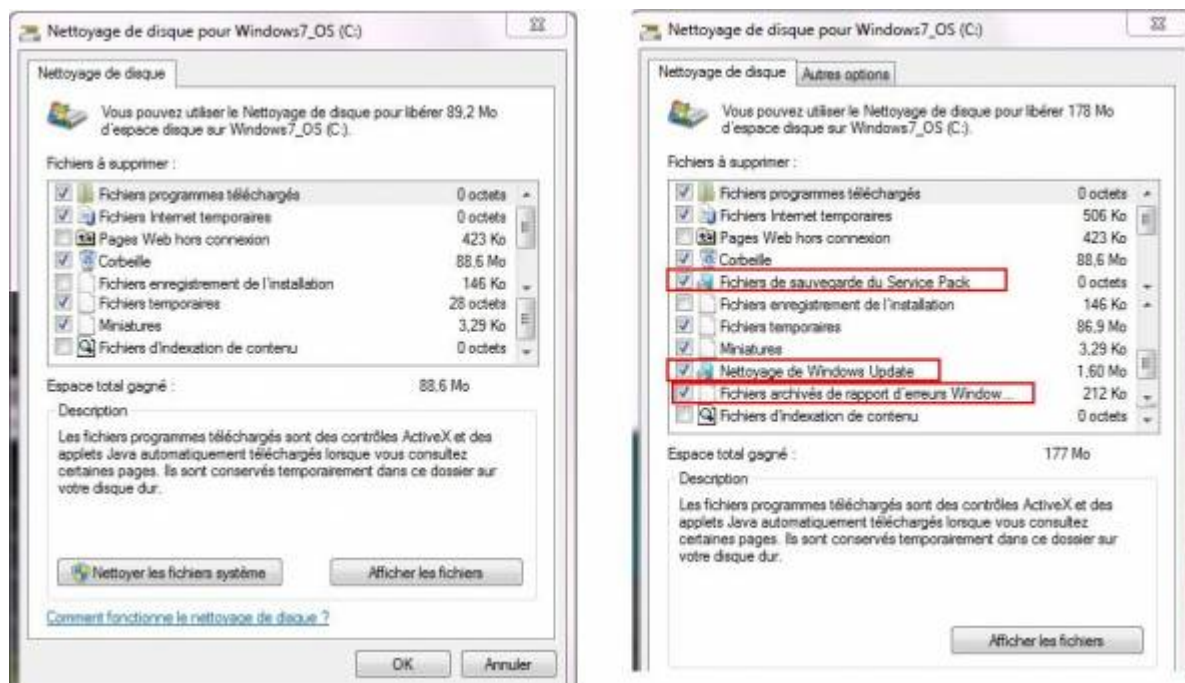 Nettoyage de disque pour Windows7_OS (C:)
Nettoyage de disque
Vous pouvez utiliser le Nettoyage de disque pour libérer 89,2 Mo
d'espace disque sur Windows7_OS (C:).
Fichiers à supprimer :
Fichiers programmes téléchargés 0 octets
Fichiers Internet temporaires 0 octets
Pages Web hors connexion 423 Ko
Corbeille 88,6 Mo
Fichiers enregistrement de l'installation 146 Ko
Fichiers temporaires 28 octets
Miniatures 3,29 Ko
Fichiers d'indexation de contenu 0 octets
Espace total gagné : 88,6 Mo
Description
Les fichiers programmes téléchargés sont des contrôles ActiveX et des
applets Java automatiquement téléchargés lorsque vous consultez
certaines pages. Ils sont conservés temporairement dans ce dossier sur
votre disque dur.
Nettoyer les fichiers système
Afficher les fichiers
Comment fonctionne le nettoyage de disque ?
OK
Annuler
Nettoyage de disque pour Windows7_OS (C:)
Nettoyage de disque
Autres options
Vous pouvez utiliser le Nettoyage de disque pour libérer 178 Mo
d'espace disque sur Windows7_OS (C:).
Fichiers à supprimer :
Fichiers programmes téléchargés 0 octets
Fichiers Internet temporaires 506 Ko
Pages Web hors connexion 423 Ko
Corbeille 88,6 Mo
Fichiers de sauvegarde du Service Pack 0 octets
Fichiers enregistrement de l'installation 146 Ko
Fichiers temporaires 86,9 Mo
Miniatures 3,29 Ko
Nettoyage de Windows Update 1,60 Mo
Fichiers archivés de rapport d'erreurs Window... 212 Ko
Fichiers d'indexation de contenu 0 octets
Espace total gagné : 177 Mo
Description
Les fichiers programmes téléchargés sont des contrôles ActiveX et des
applets Java automatiquement téléchargés lorsque vous consultez
certaines pages. Ils sont conservés temporairement dans ce dossier sur
votre disque dur.
Afficher les fichiers